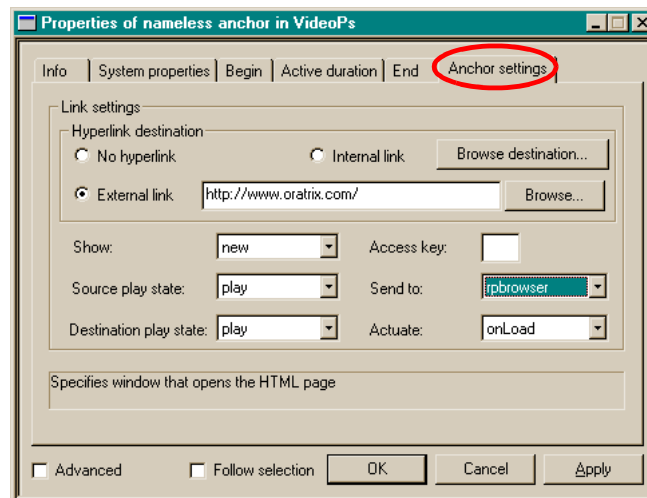 Properties of nameless anchor in VideoPs
Info System properties Begin Active duration End Anchor settings
Link settings
Hyperlink destination
No hyperlink Internal link Browse destination...
External link http://www.oratrix.com/ Browse...
Show: new Access key:
Source play state: play Send to: rpbrowser
Destination play state: play Actuate: onLoad
Specifies window that opens the HTML page
Advanced Follow selection OK Cancel Apply